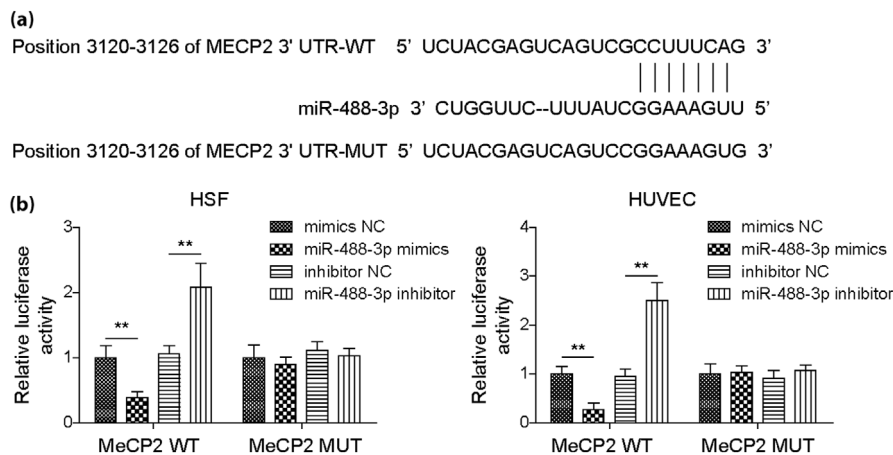 (a)
Position 3120-3126 of MECP2 3' UTR-WT 5' UCUACGAGUCAGUCGCCUUUCAG 3'
miR-488-3p 3' CUGGUUC--UUUAUCGGAAAGUU 5'
Position 3120-3126 of MECP2 3' UTR-MUT 5' UCUACGAGUCAGUCCGGAAAGUG 3'
(b)
HSF
Relative luciferase
activity
3
2
1
0
**
**
mimics NC
miR-488-3p mimics
inhibitor NC
miR-488-3p inhibitor
MeCP2 WT
MeCP2 MUT
HUVEC
Relative luciferase
activity
4
3
2
1
0
**
**
mimics NC
miR-488-3p mimics
inhibitor NC
miR-488-3p inhibitor
MeCP2 WT
MeCP2 MUT